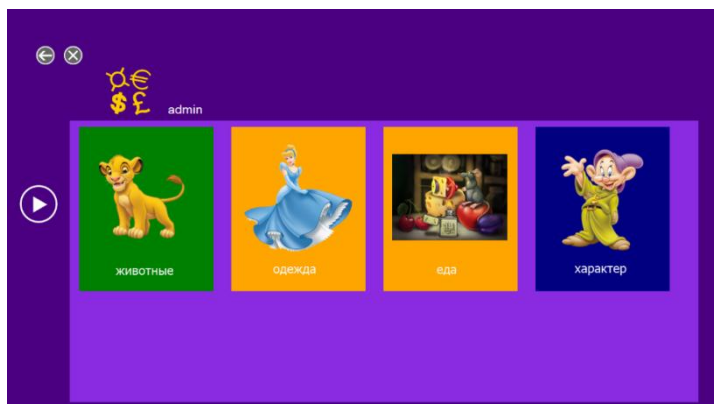 ¤€
$£
admin
животные
одежда
еда
характер